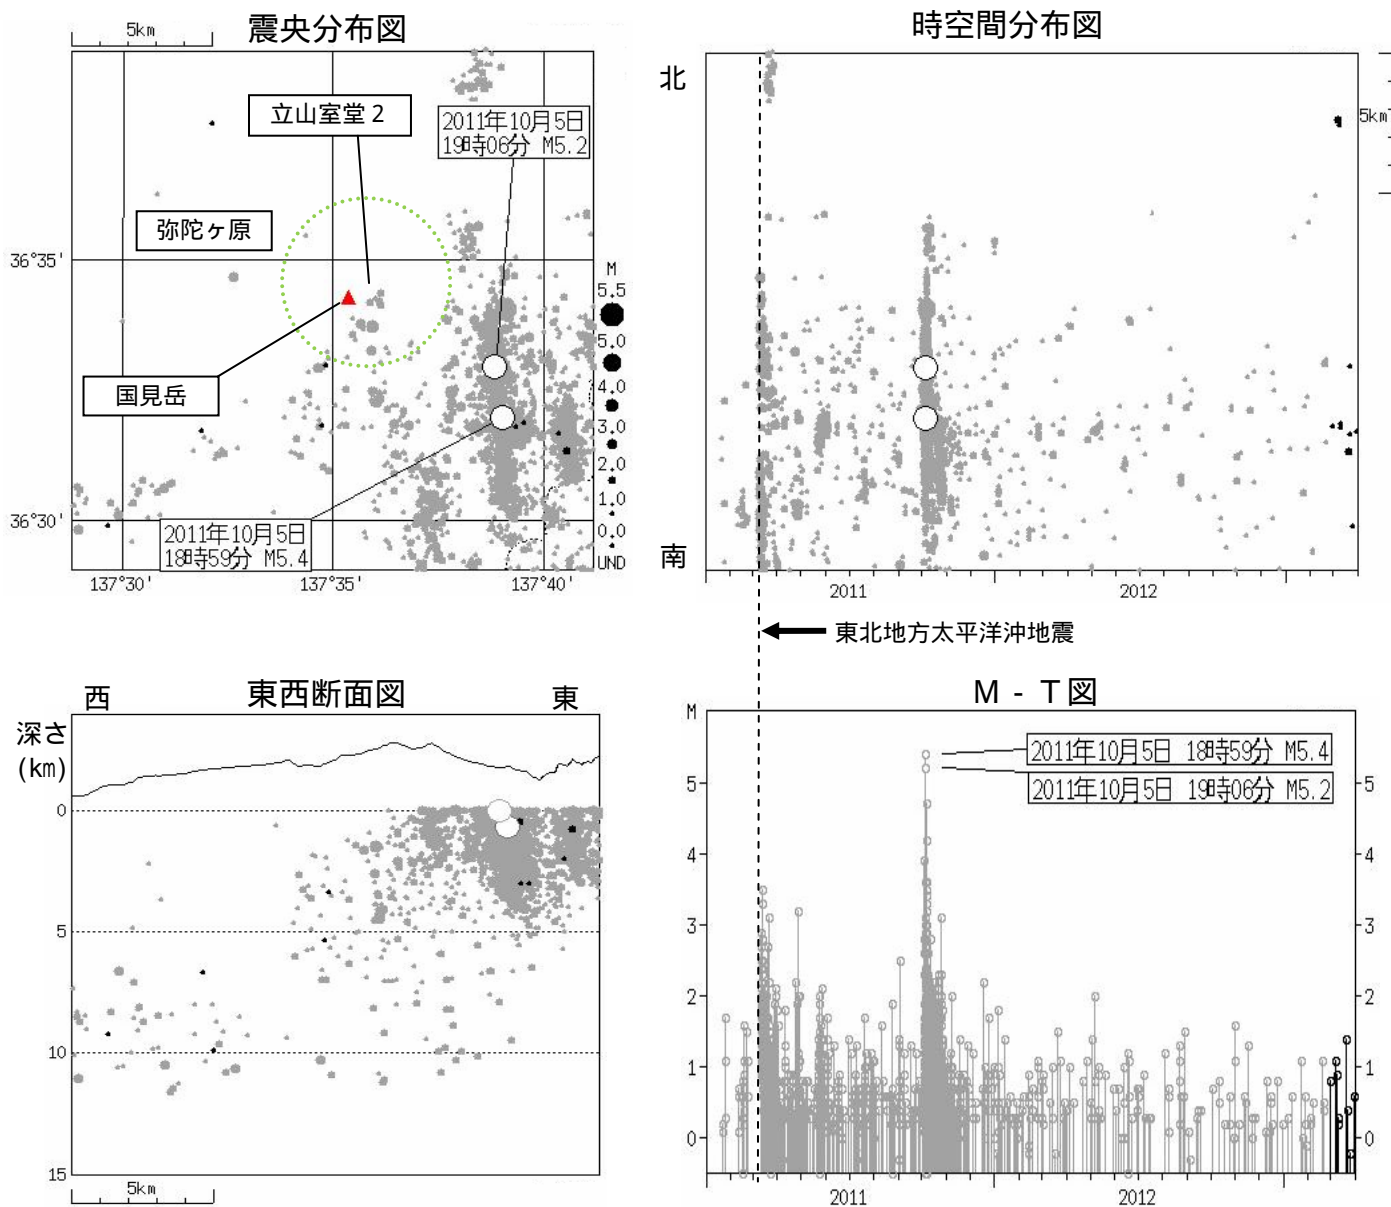 震央分布図
5km
立山室堂２
2011年10月5日
19時06分 M5.2
弥陀ヶ原
36°35'
国見岳
36°30'
2011年10月5日
18時59分 M5.4
137°30'
137°35'
137°40'
M
5.5
5.0
4.0
3.0
2.0
1.0
0.0
UND
時空間分布図
北
5km
南
2011
2012
東北地方太平洋沖地震
東西断面図
西
東
深さ
(km)
0
5
10
15
5km
Ｍ - Ｔ図
M
2011年10月5日 18時59分 M5.4
2011年10月5日 19時06分 M5.2
5
4
3
2
1
0
5
4
3
2
1
0
2011
2012